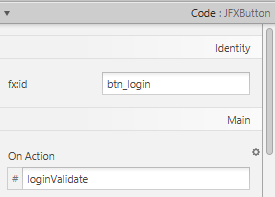 Code : JFXButton
Identity
fx:id
btn_login
Main
On Action
# loginValidate